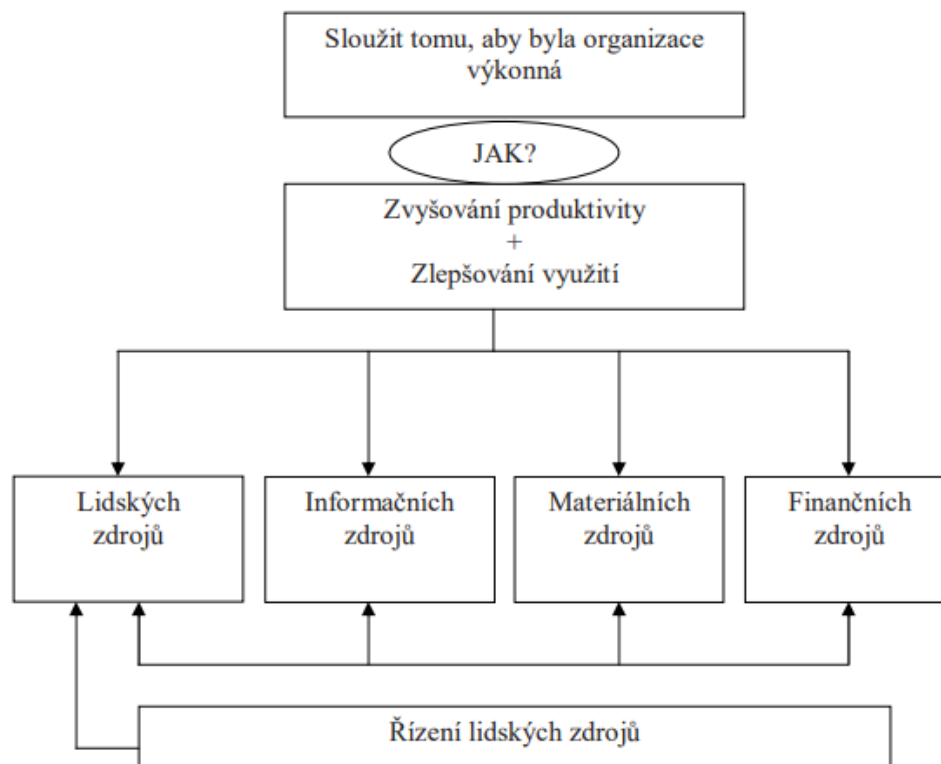 Sloužit tomu, aby byla organizace
výkonná
JAK?
Zvyšování produktivity
+
Zlepšování využití
Lidských
zdrojů
Informačních
zdrojů
Materiálních
zdrojů
Finančních
zdrojů
Řízení lidských zdrojů